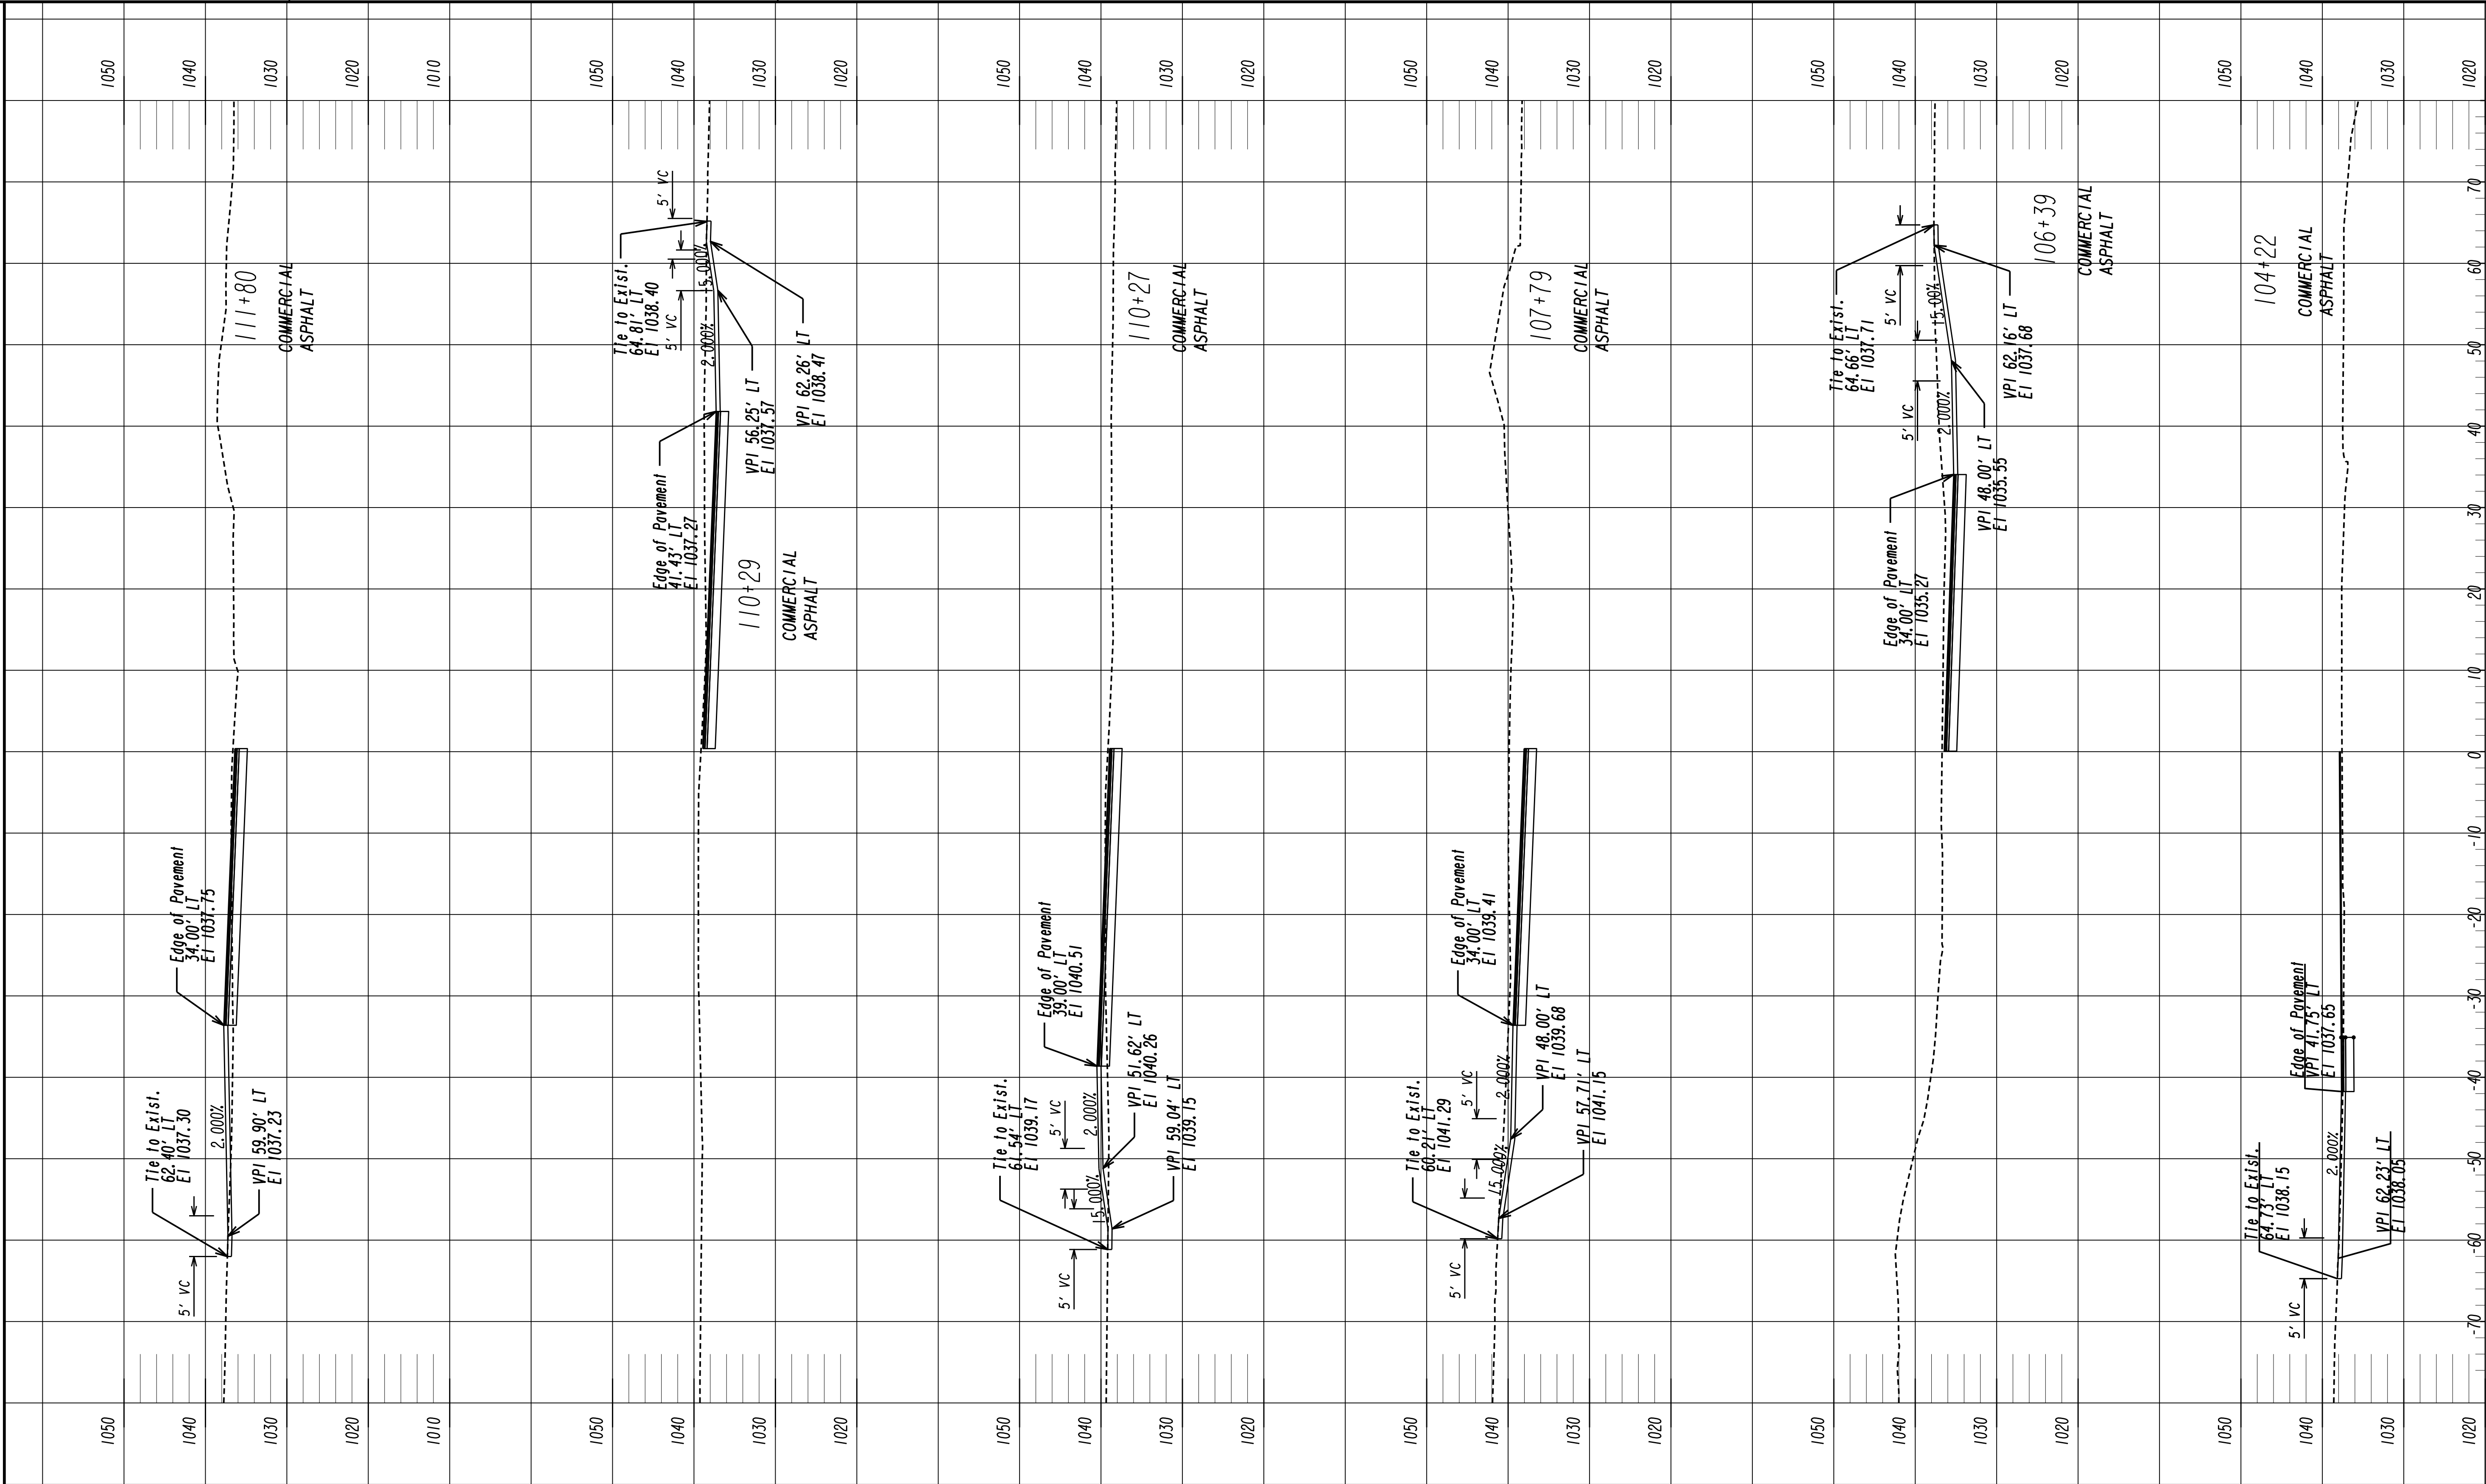 1050
1040
1030
1020
1010
111+80
COMMERCIAL
ASPHALT
Edge of Pavement
34.00' LT
El 1037.75
Tie to Exist.
62.40' LT
El 1037.30
2.000%
VPI 59.90' LT
El 1037.23
5' VC
1050
1040
1030
1020
1010
1050
1040
1030
1020
5' VC
Tie to Exist.
64.81' LT
El 1038.40
5' VC
15.000%
2.000%
VPI 62.26' LT
El 1038.47
VPI 56.25' LT
El 1037.57
Edge of Pavement
41.43' LT
El 1037.27
110+29
COMMERCIAL
ASPHALT
1050
1040
1030
1020
1050
1040
1030
1020
110+27
COMMERCIAL
ASPHALT
Edge of Pavement
39.00' LT
El 1040.51
Tie to Exist.
61.54' LT
El 1039.17
5' VC
2.000%
15.000%
VPI 51.62' LT
El 1040.26
VPI 59.04' LT
El 1039.15
5' VC
1050
1040
1030
1020
1050
1040
1030
1020
107+79
COMMERCIAL
ASPHALT
Edge of Pavement
34.00' LT
El 1039.41
Tie to Exist.
60.21' LT
El 1041.29
5' VC
2.000%
15.000%
VPI 48.00' LT
El 1039.68
VPI 57.71' LT
El 1041.15
5' VC
1050
1040
1030
1020
1050
1040
1030
1020
106+39
COMMERCIAL
ASPHALT
Tie to Exist.
64.66' LT
El 1037.71
5' VC
15.00%
VPI 62.16' LT
El 1037.68
5' VC
2.000%
VPI 48.00' LT
El 1035.55
Edge of Pavement
34.00' LT
El 1035.27
1050
1040
1030
1020
1050
1040
1030
1020
104+22
COMMERCIAL
ASPHALT
Edge of Pavement
VPI 41.75' LT
El 1037.65
Tie to Exist.
64.73' LT
El 1038.15
2.000%
VPI 62.23' LT
El 1038.05
5' VC
1050
1040
1030
1020
70
60
50
40
30
20
10
0
-10
-20
-30
-40
-50
-60
-70